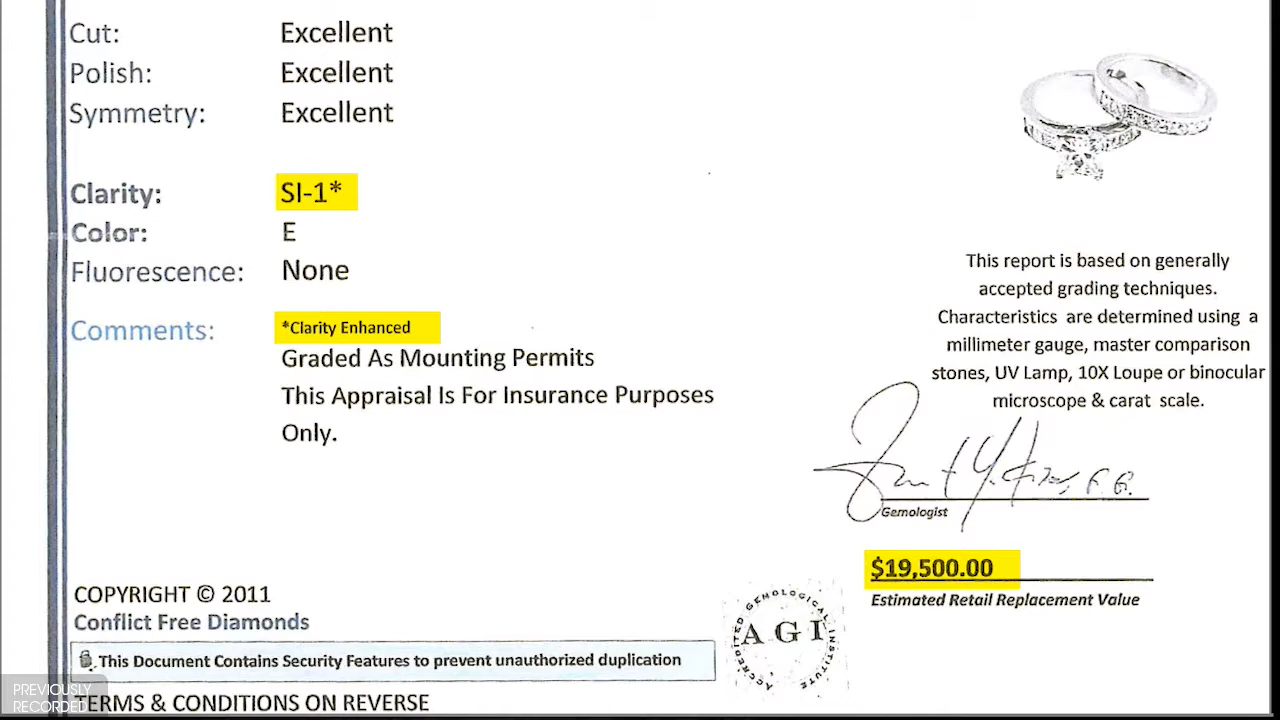 Cut: Excellent
Polish: Excellent
Symmetry: Excellent
Clarity: SI-1*
Color: E
Fluorescence: None
Comments: *Clarity Enhanced
Graded As Mounting Permits
This Appraisal Is For Insurance Purposes
Only.
This report is based on generally
accepted grading techniques.
Characteristics are determined using a
millimeter gauge, master comparison
stones, UV Lamp, 10X Loupe or binocular
microscope & carat scale.
Gemologist
$19,500.00
Estimated Retail Replacement Value
COPYRIGHT © 2011
Conflict Free Diamonds
This Document Contains Security Features to prevent unauthorized duplication
TERMS & CONDITIONS ON REVERSE
ACCREDITED GEMOLOGICAL INSTITUTE
AGI
PREVIOUSLY
RECORDED